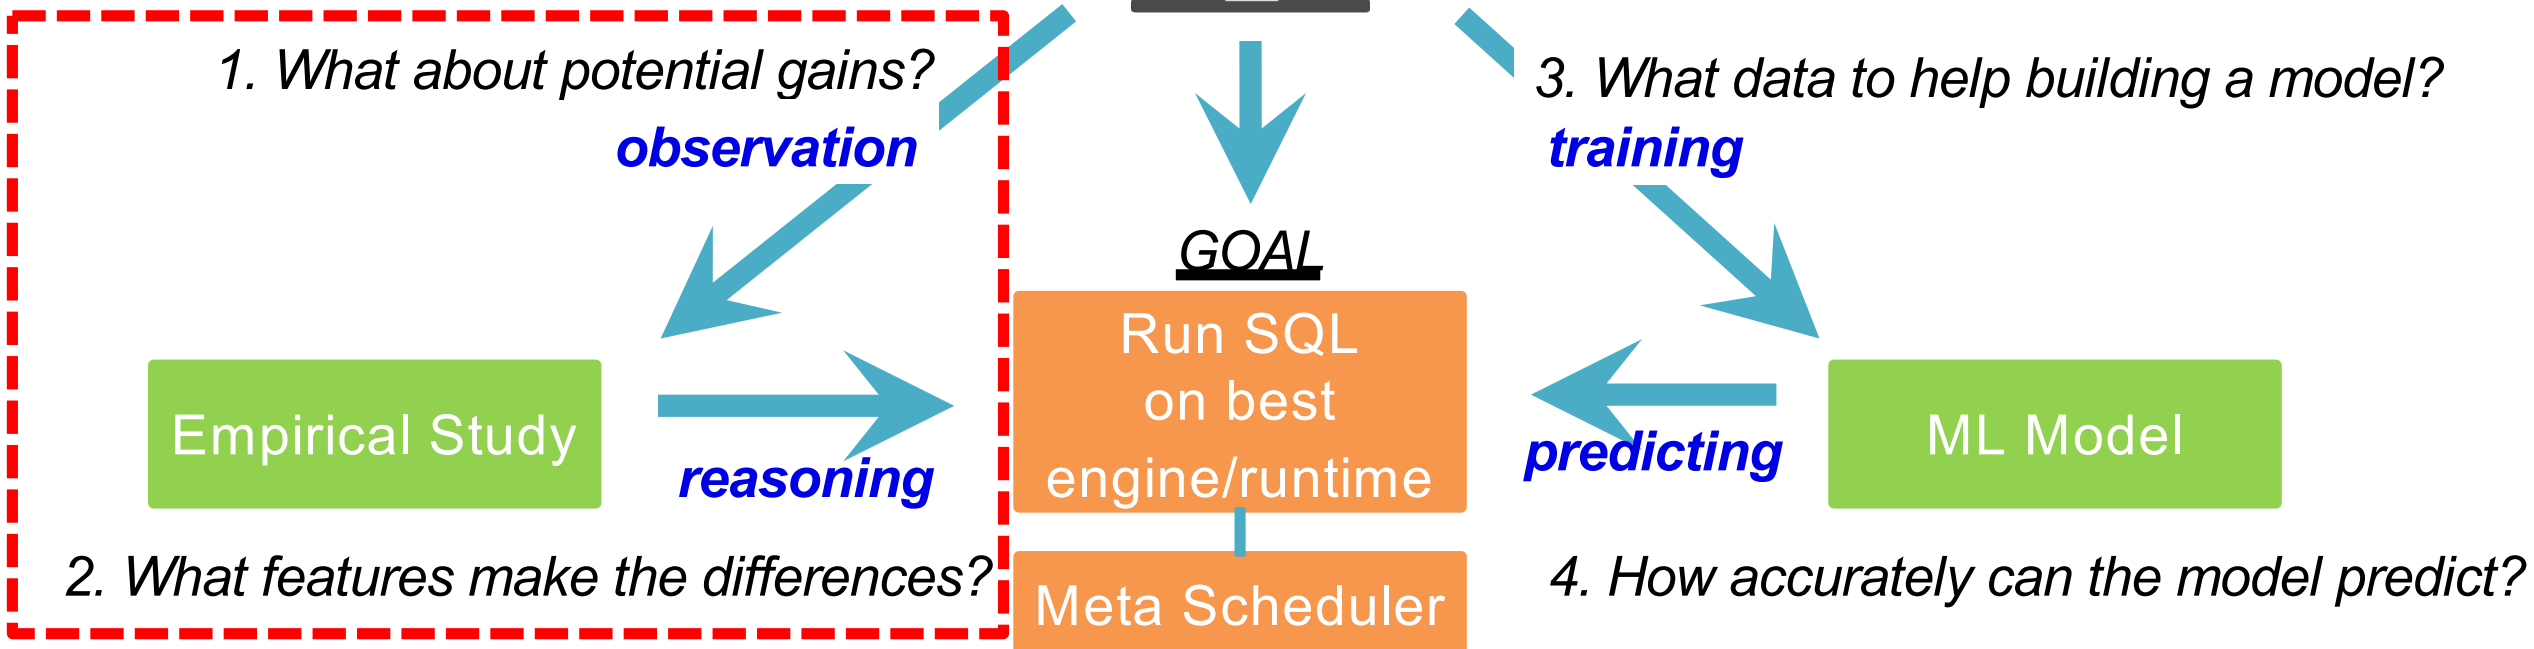 1. What about potential gains?
observation
3. What data to help building a model?
training
GOAL
Run SQL
on best
engine/runtime
Empirical Study
reasoning
predicting
ML Model
2. What features make the differences?
Meta Scheduler
4. How accurately can the model predict?